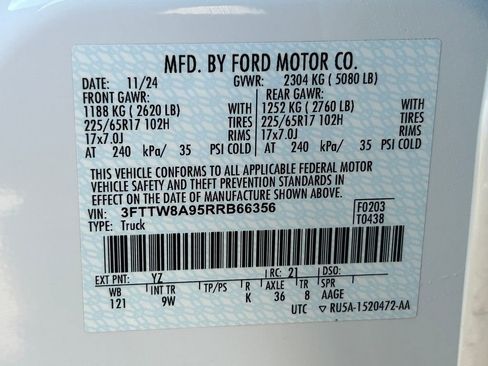 MFD. BY FORD MOTOR CO.
DATE: 11/24 GVWR: 2304 KG ( 5080 LB)
FRONT GAWR: REAR GAWR:
1188 KG ( 2620 LB) WITH 1252 KG ( 2760 LB) WITH
225/65R17 102H TIRES 225/65R17 102H TIRES
17x7.0J RIMS 17x7.0J RIMS
AT 240 kPa/ 35 PSI COLD AT 240 kPa/ 35 PSI COLD
THIS VEHICLE CONFORMS TO ALL APPLICABLE FEDERAL MOTOR
VEHICLE SAFETY AND THEFT PREVENTION STANDARDS IN
EFFECT ON THE DATE OF MANUFACTURE SHOWN ABOVE.
VIN: 3FTTW8A95RRB66356 F0203
TYPE: Truck T0438
EXT PNT: YZ RC: 21 DSO:
WB INT TR TP/PS R AXLE TR SPR
121 9W K 36 8 AAGE
UTC RU5A-1520472-AA